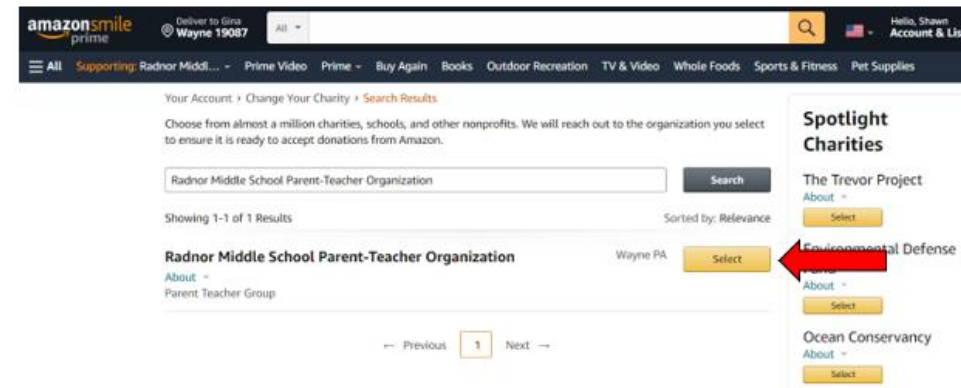 amazonsmile
prime
Deliver to Gina
Wayne 19087
All
Hello, Shawn
Account & Lis
All
Supporting: Radnor Middl...
Prime Video
Prime
Buy Again
Books
Outdoor Recreation
TV & Video
Whole Foods
Sports & Fitness
Pet Supplies
Your Account › Change Your Charity › Search Results
Choose from almost a million charities, schools, and other nonprofits. We will reach out to the organization you select
to ensure it is ready to accept donations from Amazon.
Radnor Middle School Parent-Teacher Organization
Search
Showing 1-1 of 1 Results
Sorted by: Relevance
Radnor Middle School Parent-Teacher Organization
Wayne PA
Select
About
Parent Teacher Group
← Previous
1
Next →
Spotlight
Charities
The Trevor Project
About
Select
Environmental Defense
About
Select
Ocean Conservancy
About
Select